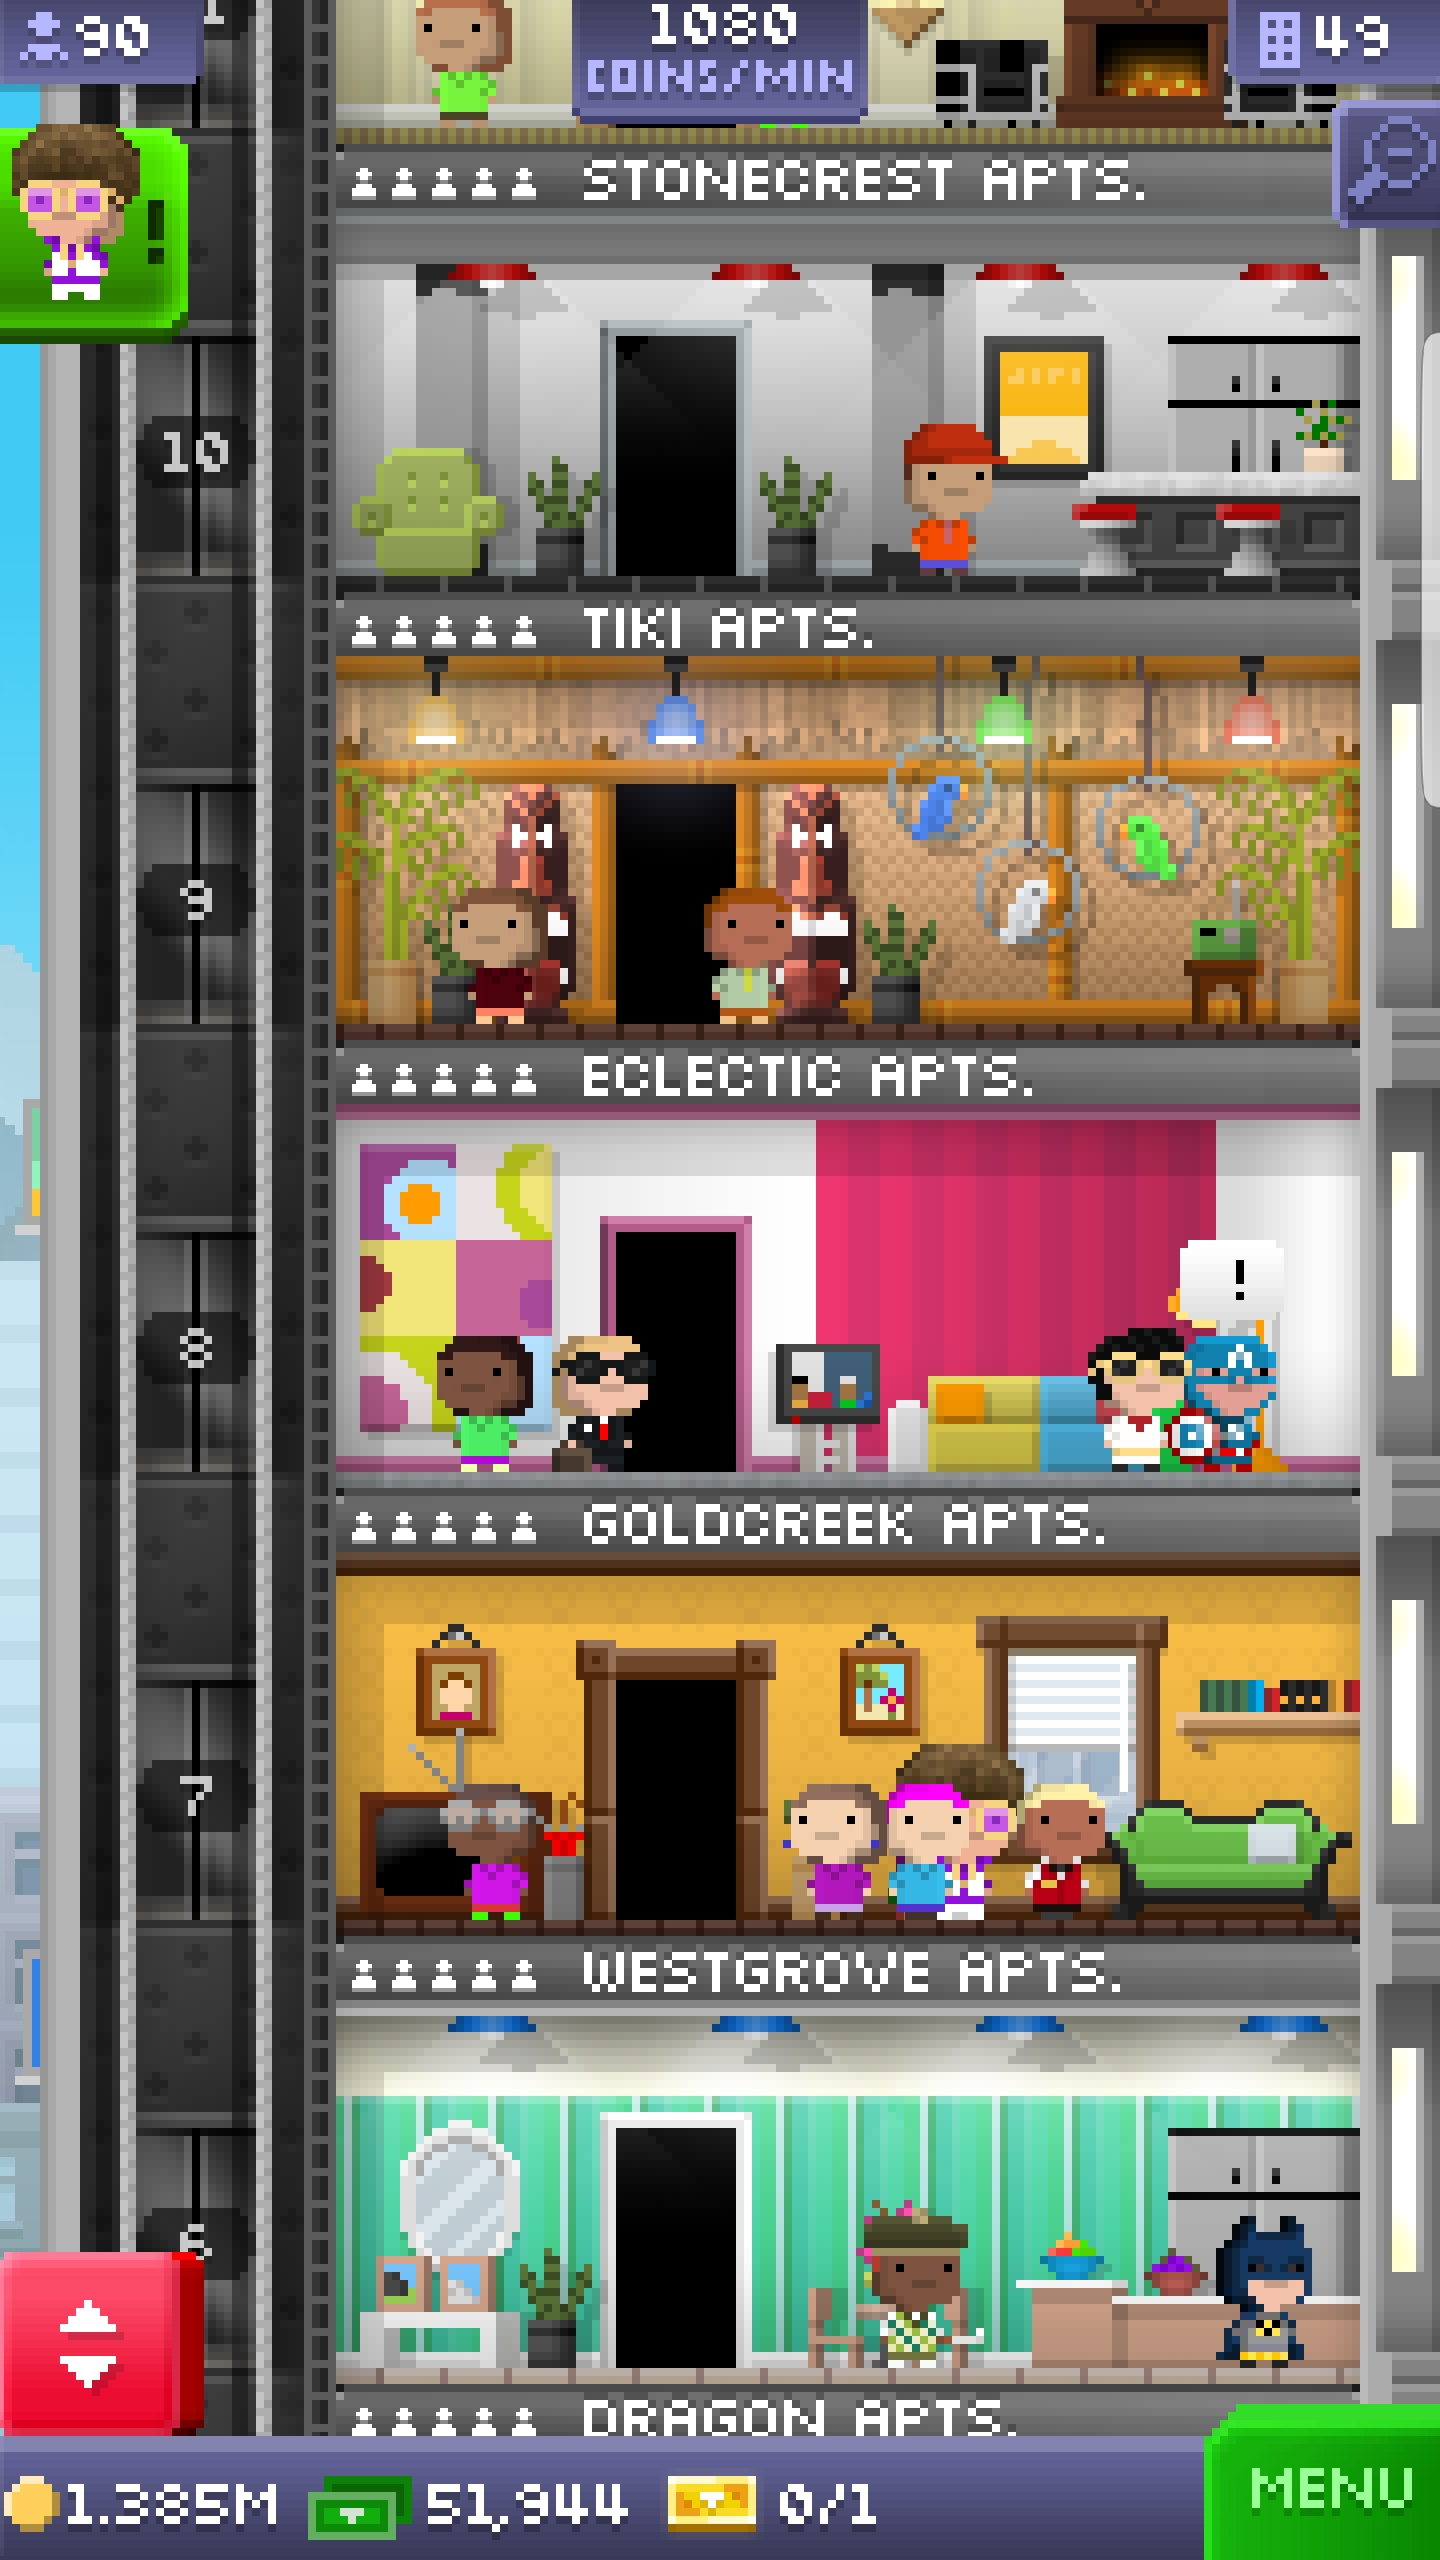 90
1080
COINS/MIN
49
!
STONECREST APTS.
10
TIKI APTS.
9
ECLECTIC APTS.
!
8
GOLDCREEK APTS.
7
WESTGROVE APTS.
6
DRAGON APTS.
1.385M
51,944
0/1
MENU